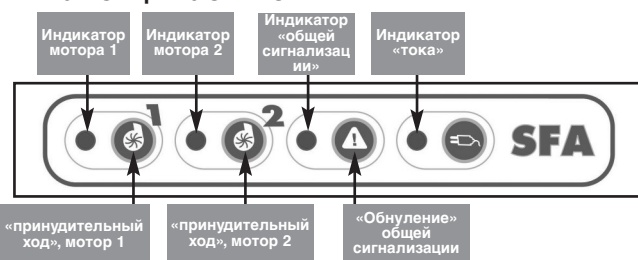 Индикатор
мотора 1
Индикатор
мотора 2
Индикатор
«общей
сигнализац
ии»
Индикатор
«тока»
1
2
SFA
«принудительный
ход», мотор 1
«принудительный
ход», мотор 2
«Обнуление»
общей
сигнализации